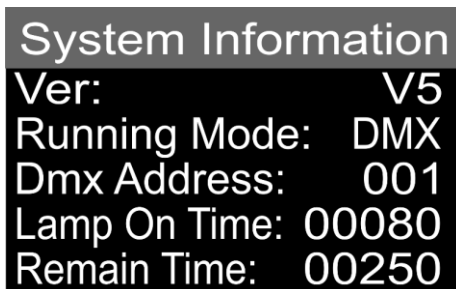 System Information
Ver: V5
Running Mode: DMX
Dmx Address: 001
Lamp On Time: 00080
Remain Time: 00250